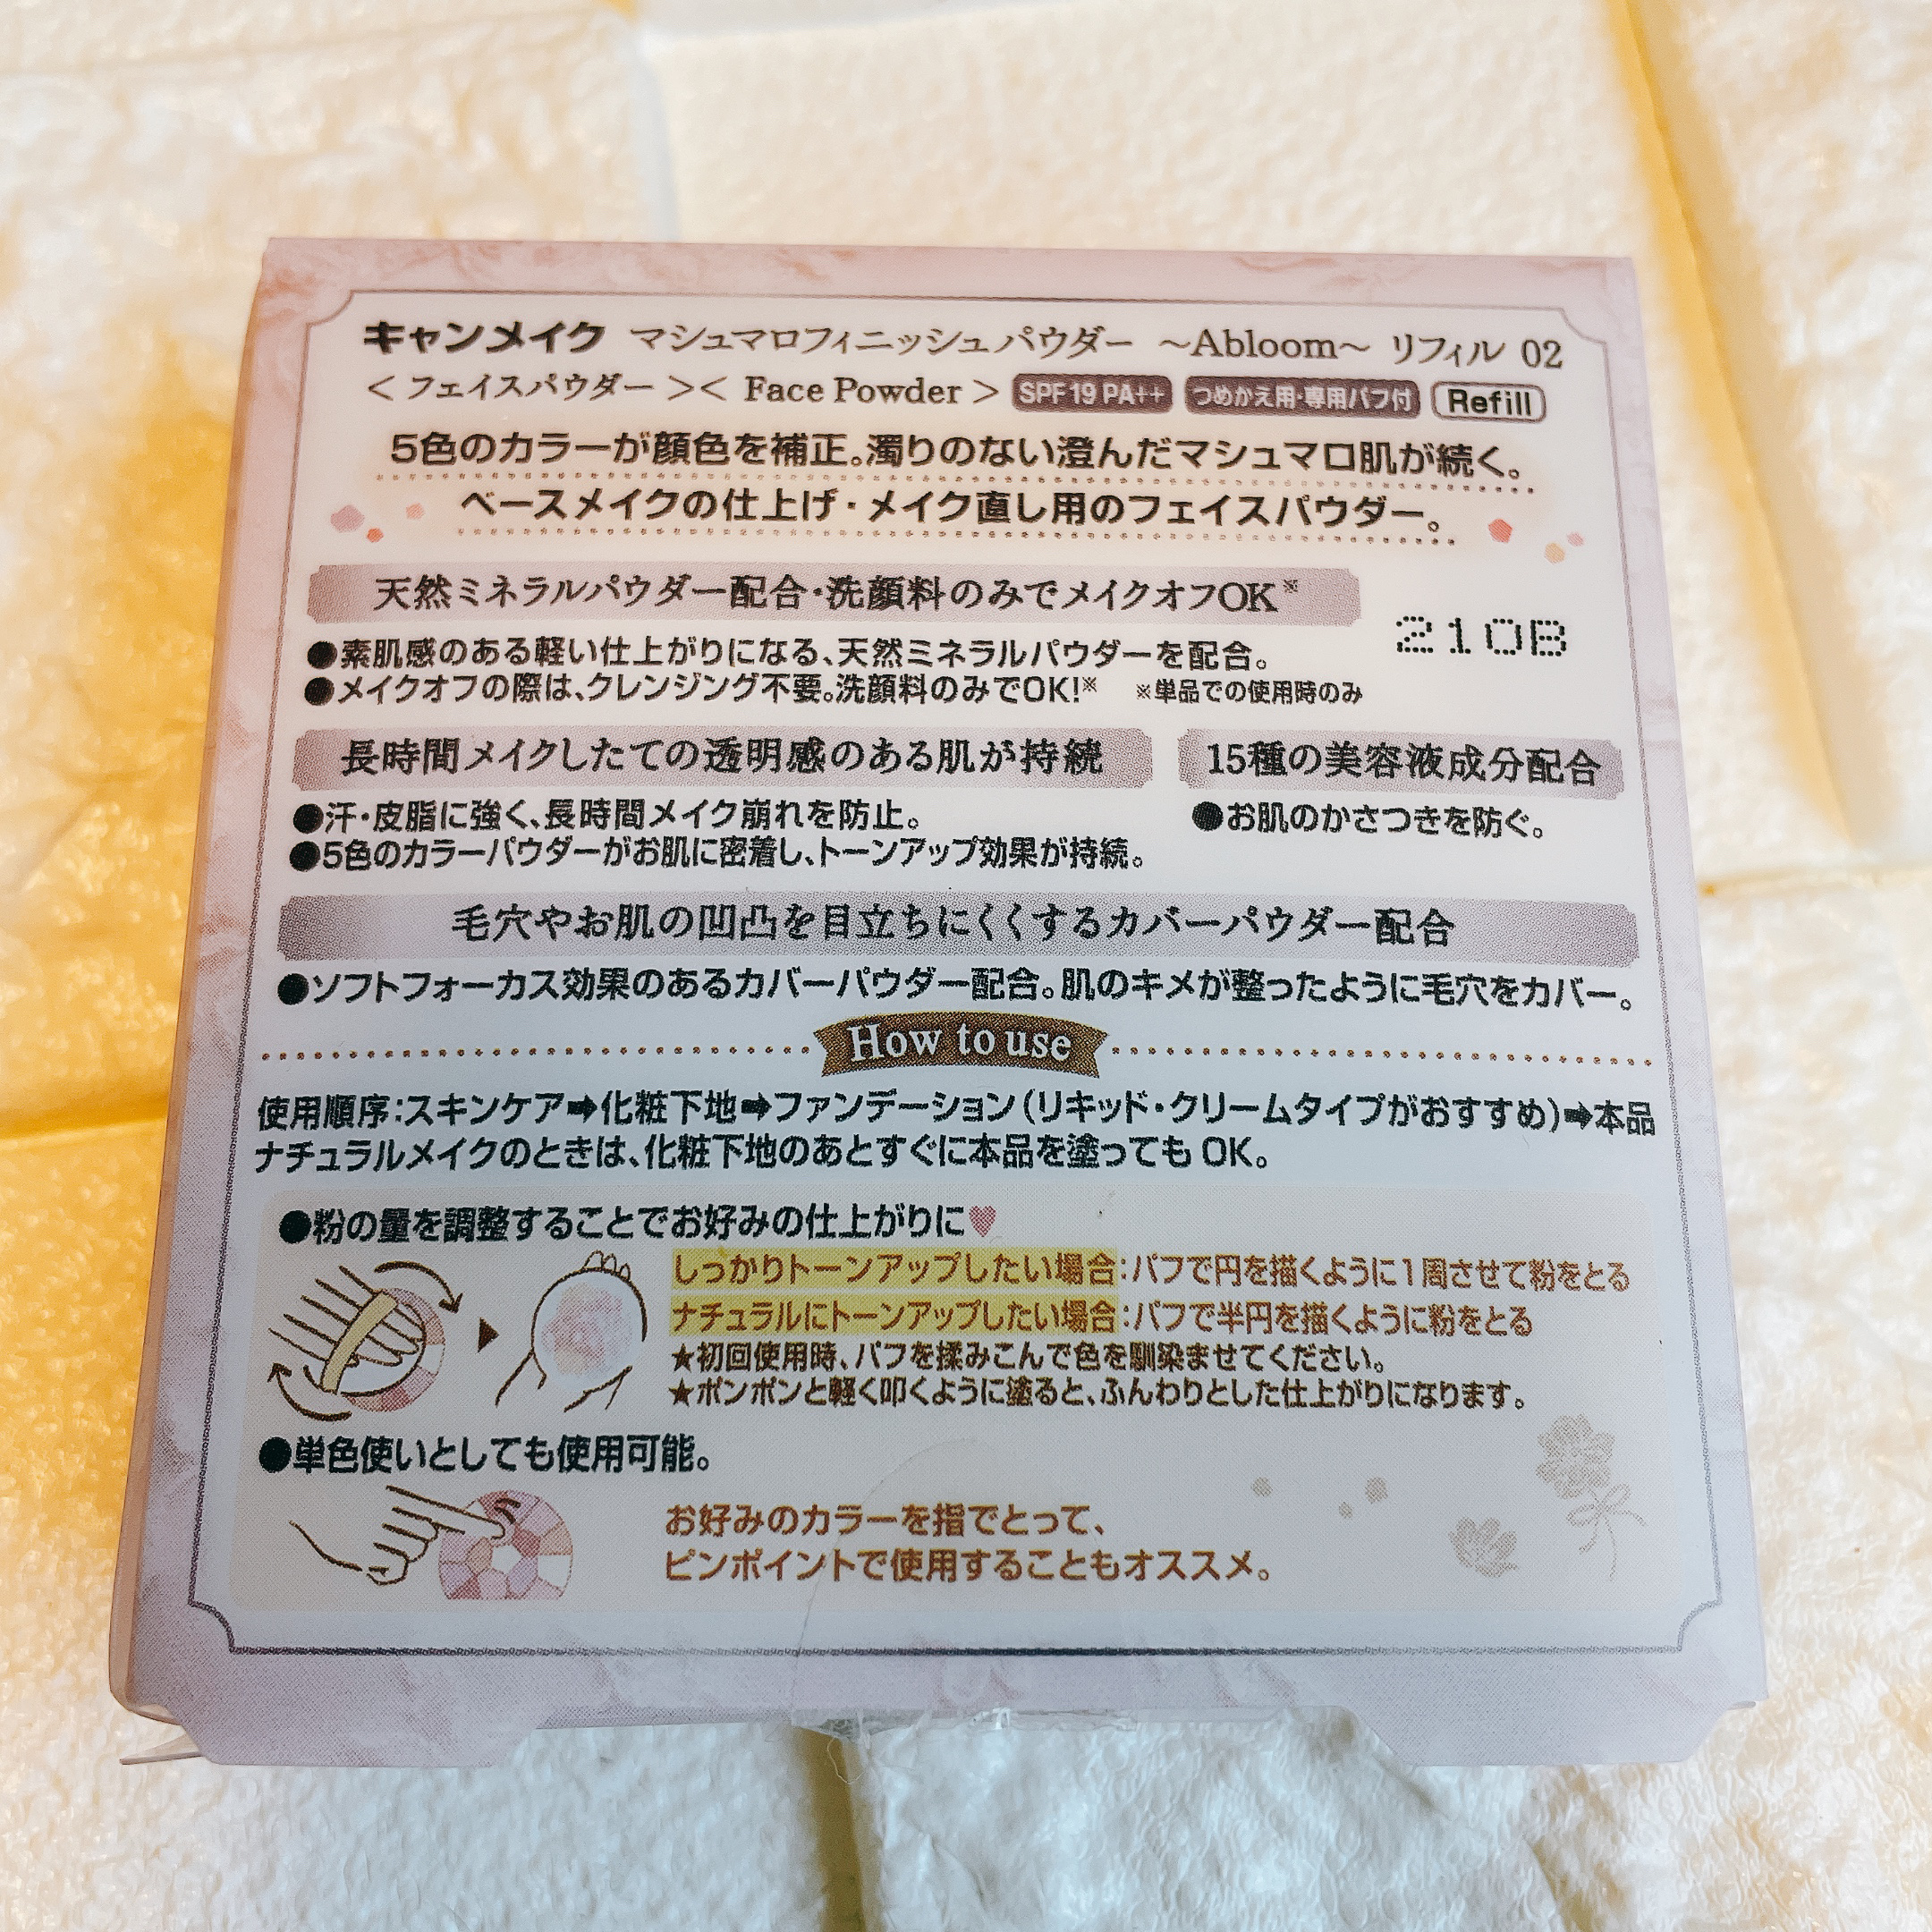 キャンメイク マシュマロフィニッシュパウダー ～Abloom～ リフィル 02
＜フェイスパウダー＞＜Face Powder＞ SPF19 PA++ つめかえ用・専用パフ付 Refill
5色のカラーが顔色を補正。濁りのない澄んだマシュマロ肌が続く。
ベースメイクの仕上げ・メイク直し用のフェイスパウダー。
天然ミネラルパウダー配合・洗顔料のみでメイクオフOK※
210B
●素肌感のある軽い仕上がりになる、天然ミネラルパウダーを配合。
●メイクオフの際は、クレンジング不要。洗顔料のみでOK!※ ※単品での使用時のみ
長時間メイクしたての透明感のある肌が持続
●汗・皮脂に強く、長時間メイク崩れを防止。
●5色のカラーパウダーがお肌に密着し、トーンアップ効果が持続。
15種の美容液成分配合
●お肌のかさつきを防ぐ。
毛穴やお肌の凹凸を目立ちにくくするカバーパウダー配合
●ソフトフォーカス効果のあるカバーパウダー配合。肌のキメが整ったように毛穴をカバー。
How to use
使用順序：スキンケア➡化粧下地➡ファンデーション（リキッド・クリームタイプがおすすめ）➡本品
ナチュラルメイクのときは、化粧下地のあとすぐに本品を塗ってもOK。
●粉の量を調整することでお好みの仕上がりに♥
しっかりトーンアップしたい場合：パフで円を描くように1周させて粉をとる
ナチュラルにトーンアップしたい場合：パフで半円を描くように粉をとる
★初回使用時、パフを揉みこんで色を馴染ませてください。
★ポンポンと軽く叩くように塗ると、ふんわりとした仕上がりになります。
●単色使いとしても使用可能。
お好みのカラーを指でとって、
ピンポイントで使用することもオススメ。